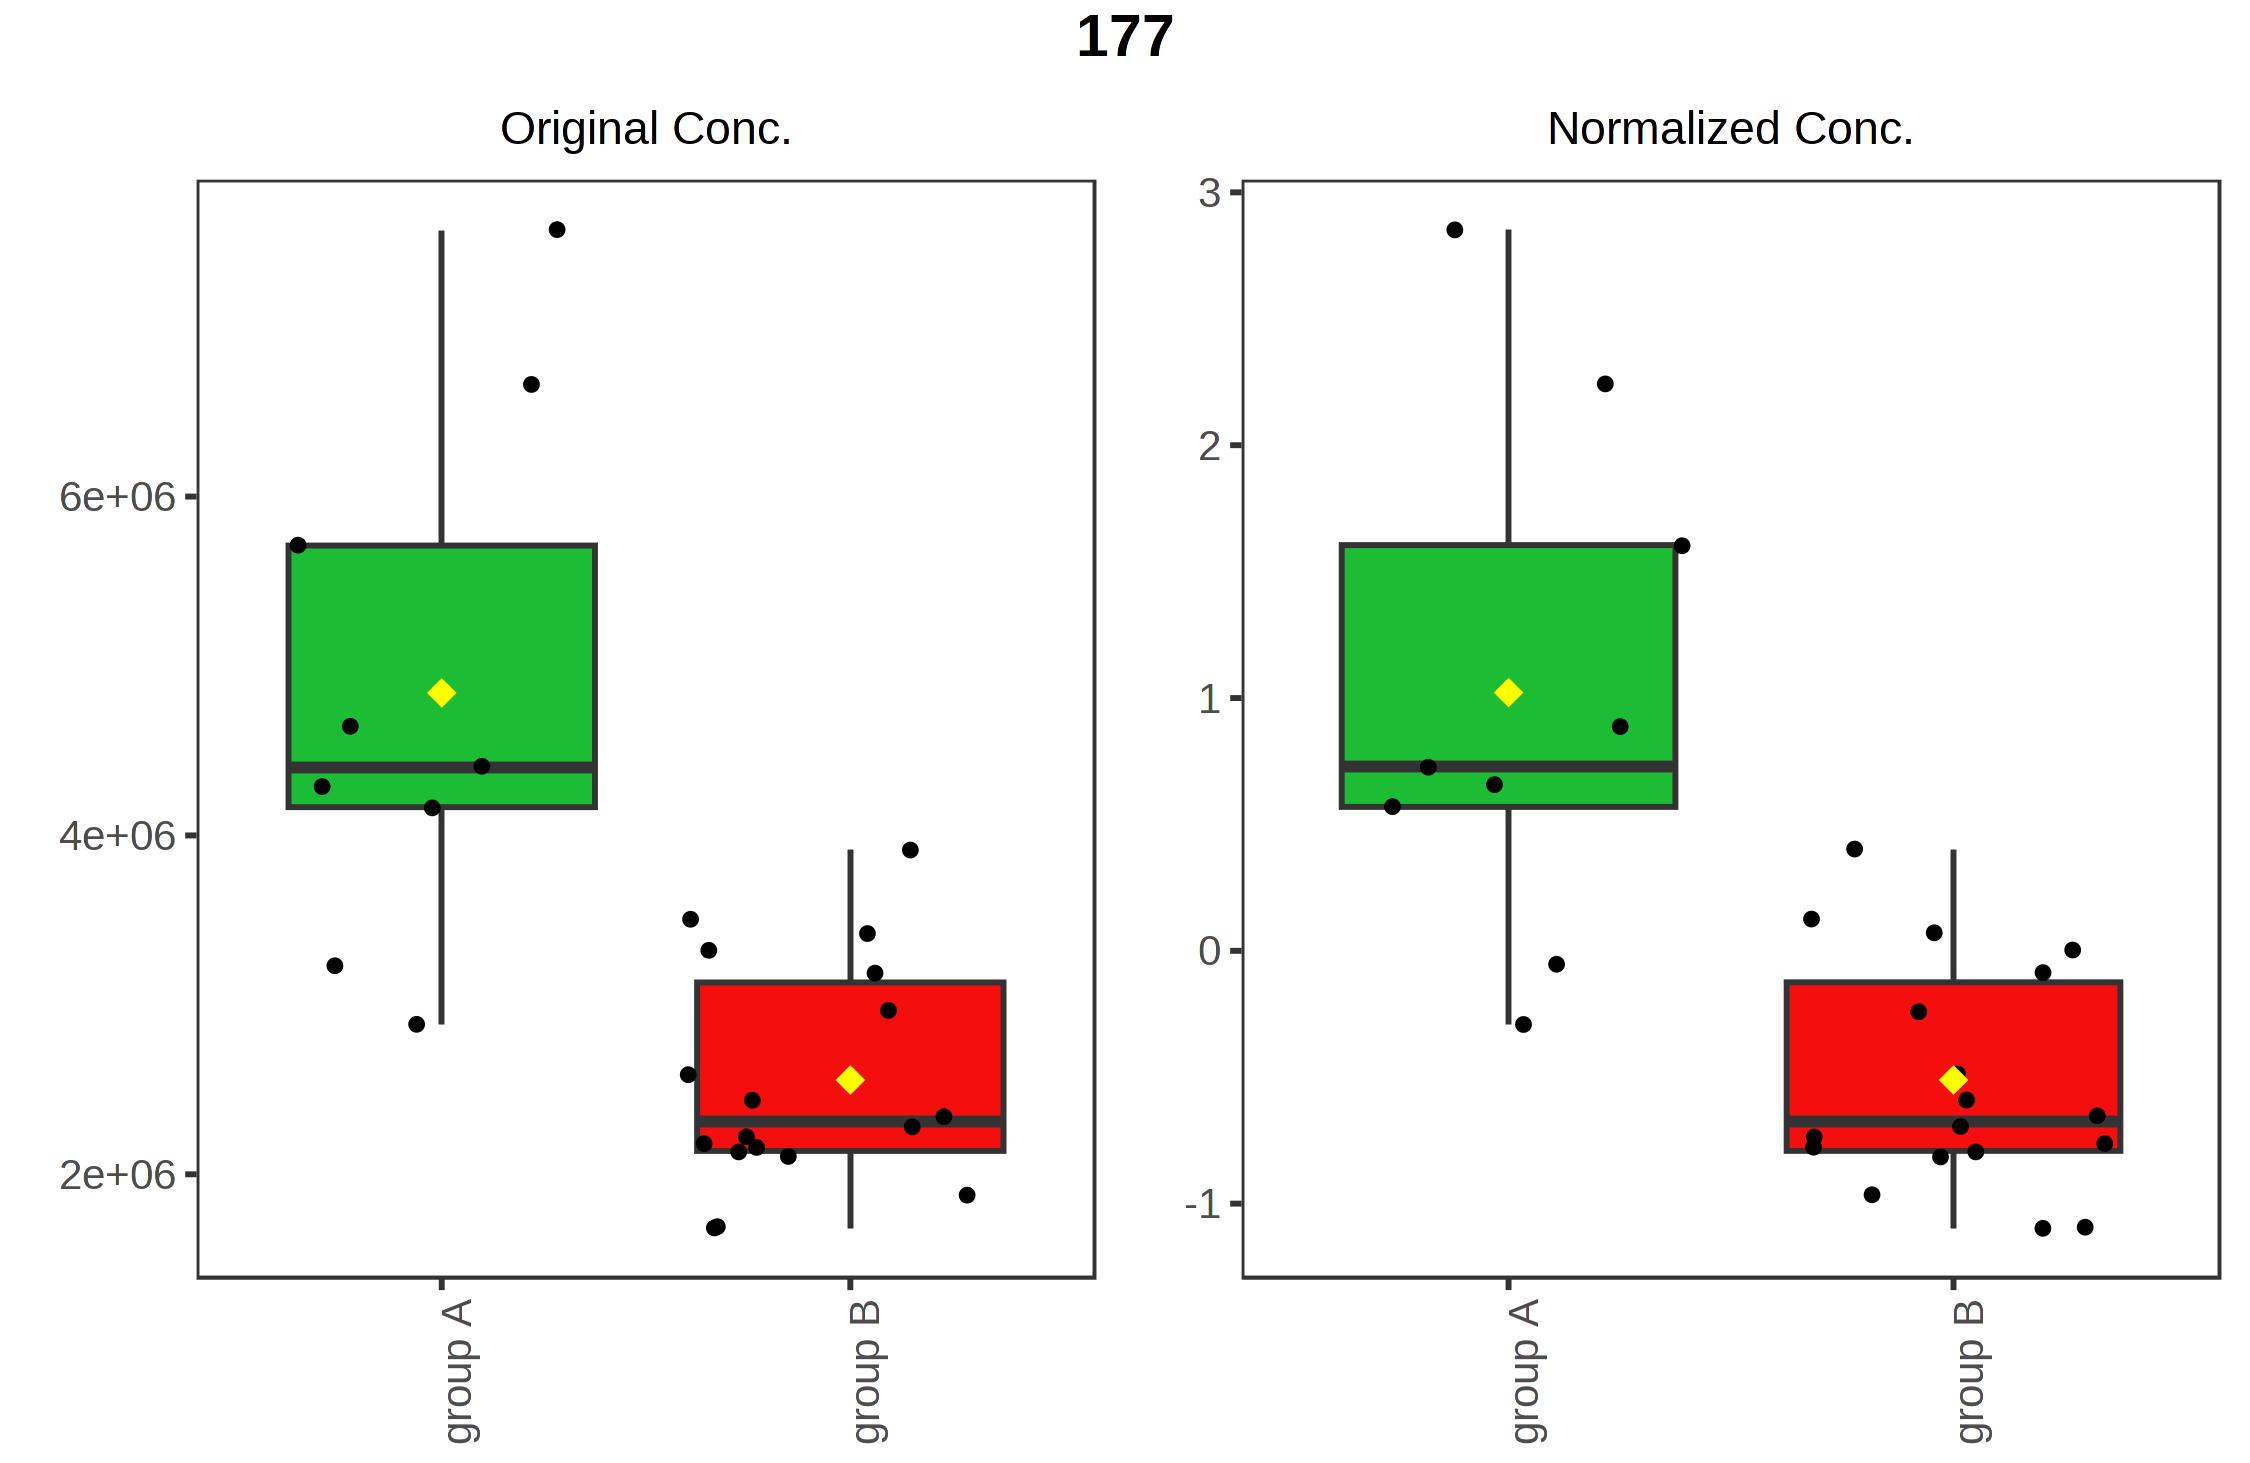 177
Original Conc.
Normalized Conc.
6e+06
4e+06
2e+06
group A
group B
3
2
1
0
-1
group A
group B